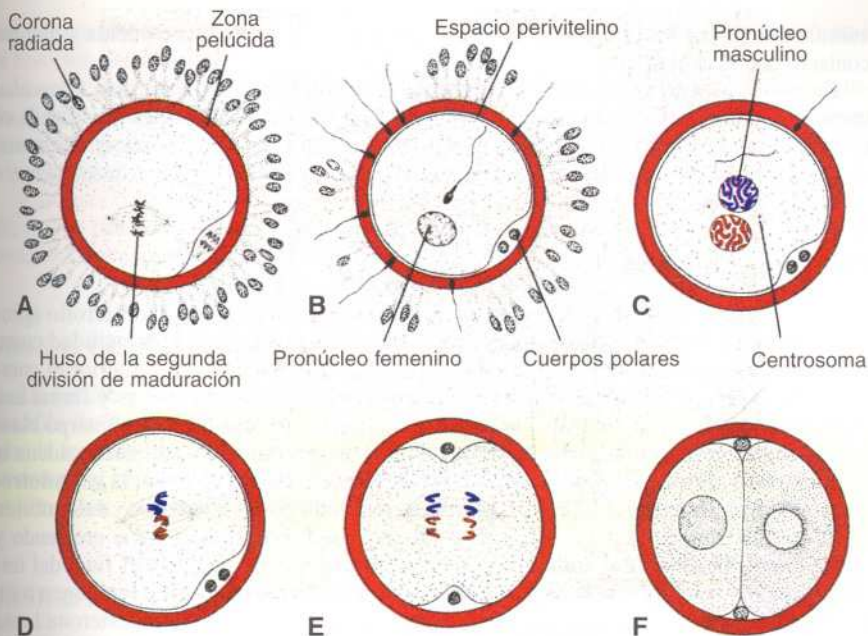 Corona
radiada
Zona
pelúcida
Espacio perivitelino
Pronúcleo
masculino
A
B
C
Huso de la segunda
división de maduración
Pronúcleo femenino
Cuerpos polares
Centrosoma
D
E
F